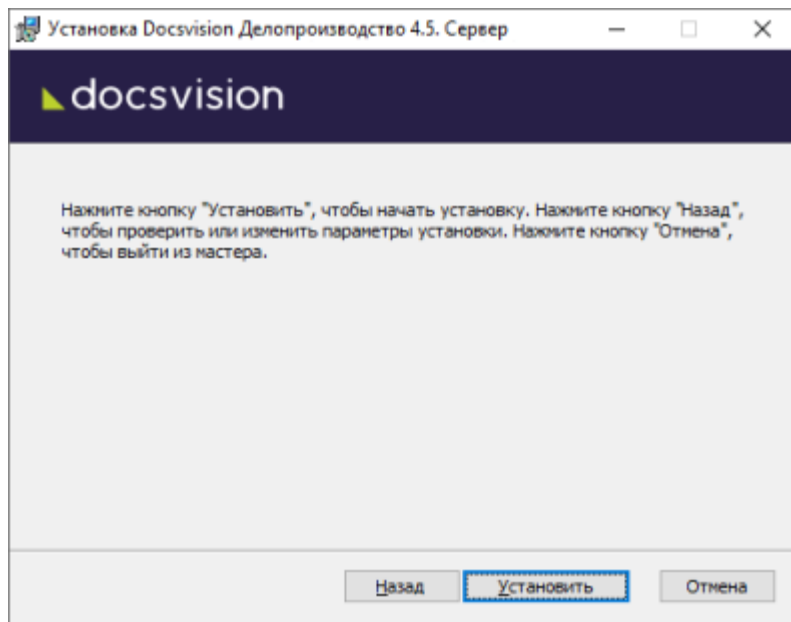 Установка Docsvision Делопроизводство 4.5. Сервер
docsvision
Нажмите кнопку "Установить", чтобы начать установку. Нажмите кнопку "Назад",
чтобы проверить или изменить параметры установки. Нажмите кнопку "Отмена",
чтобы выйти из мастера.
Назад Установить Отмена